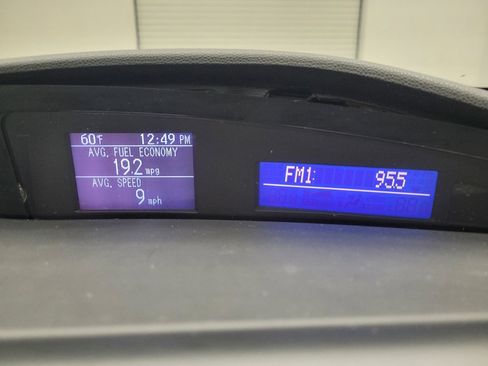 60°F 12:49 PM
AVG. FUEL ECONOMY
19.2 mpg
AVG. SPEED
9 mph
FM1: 95.5